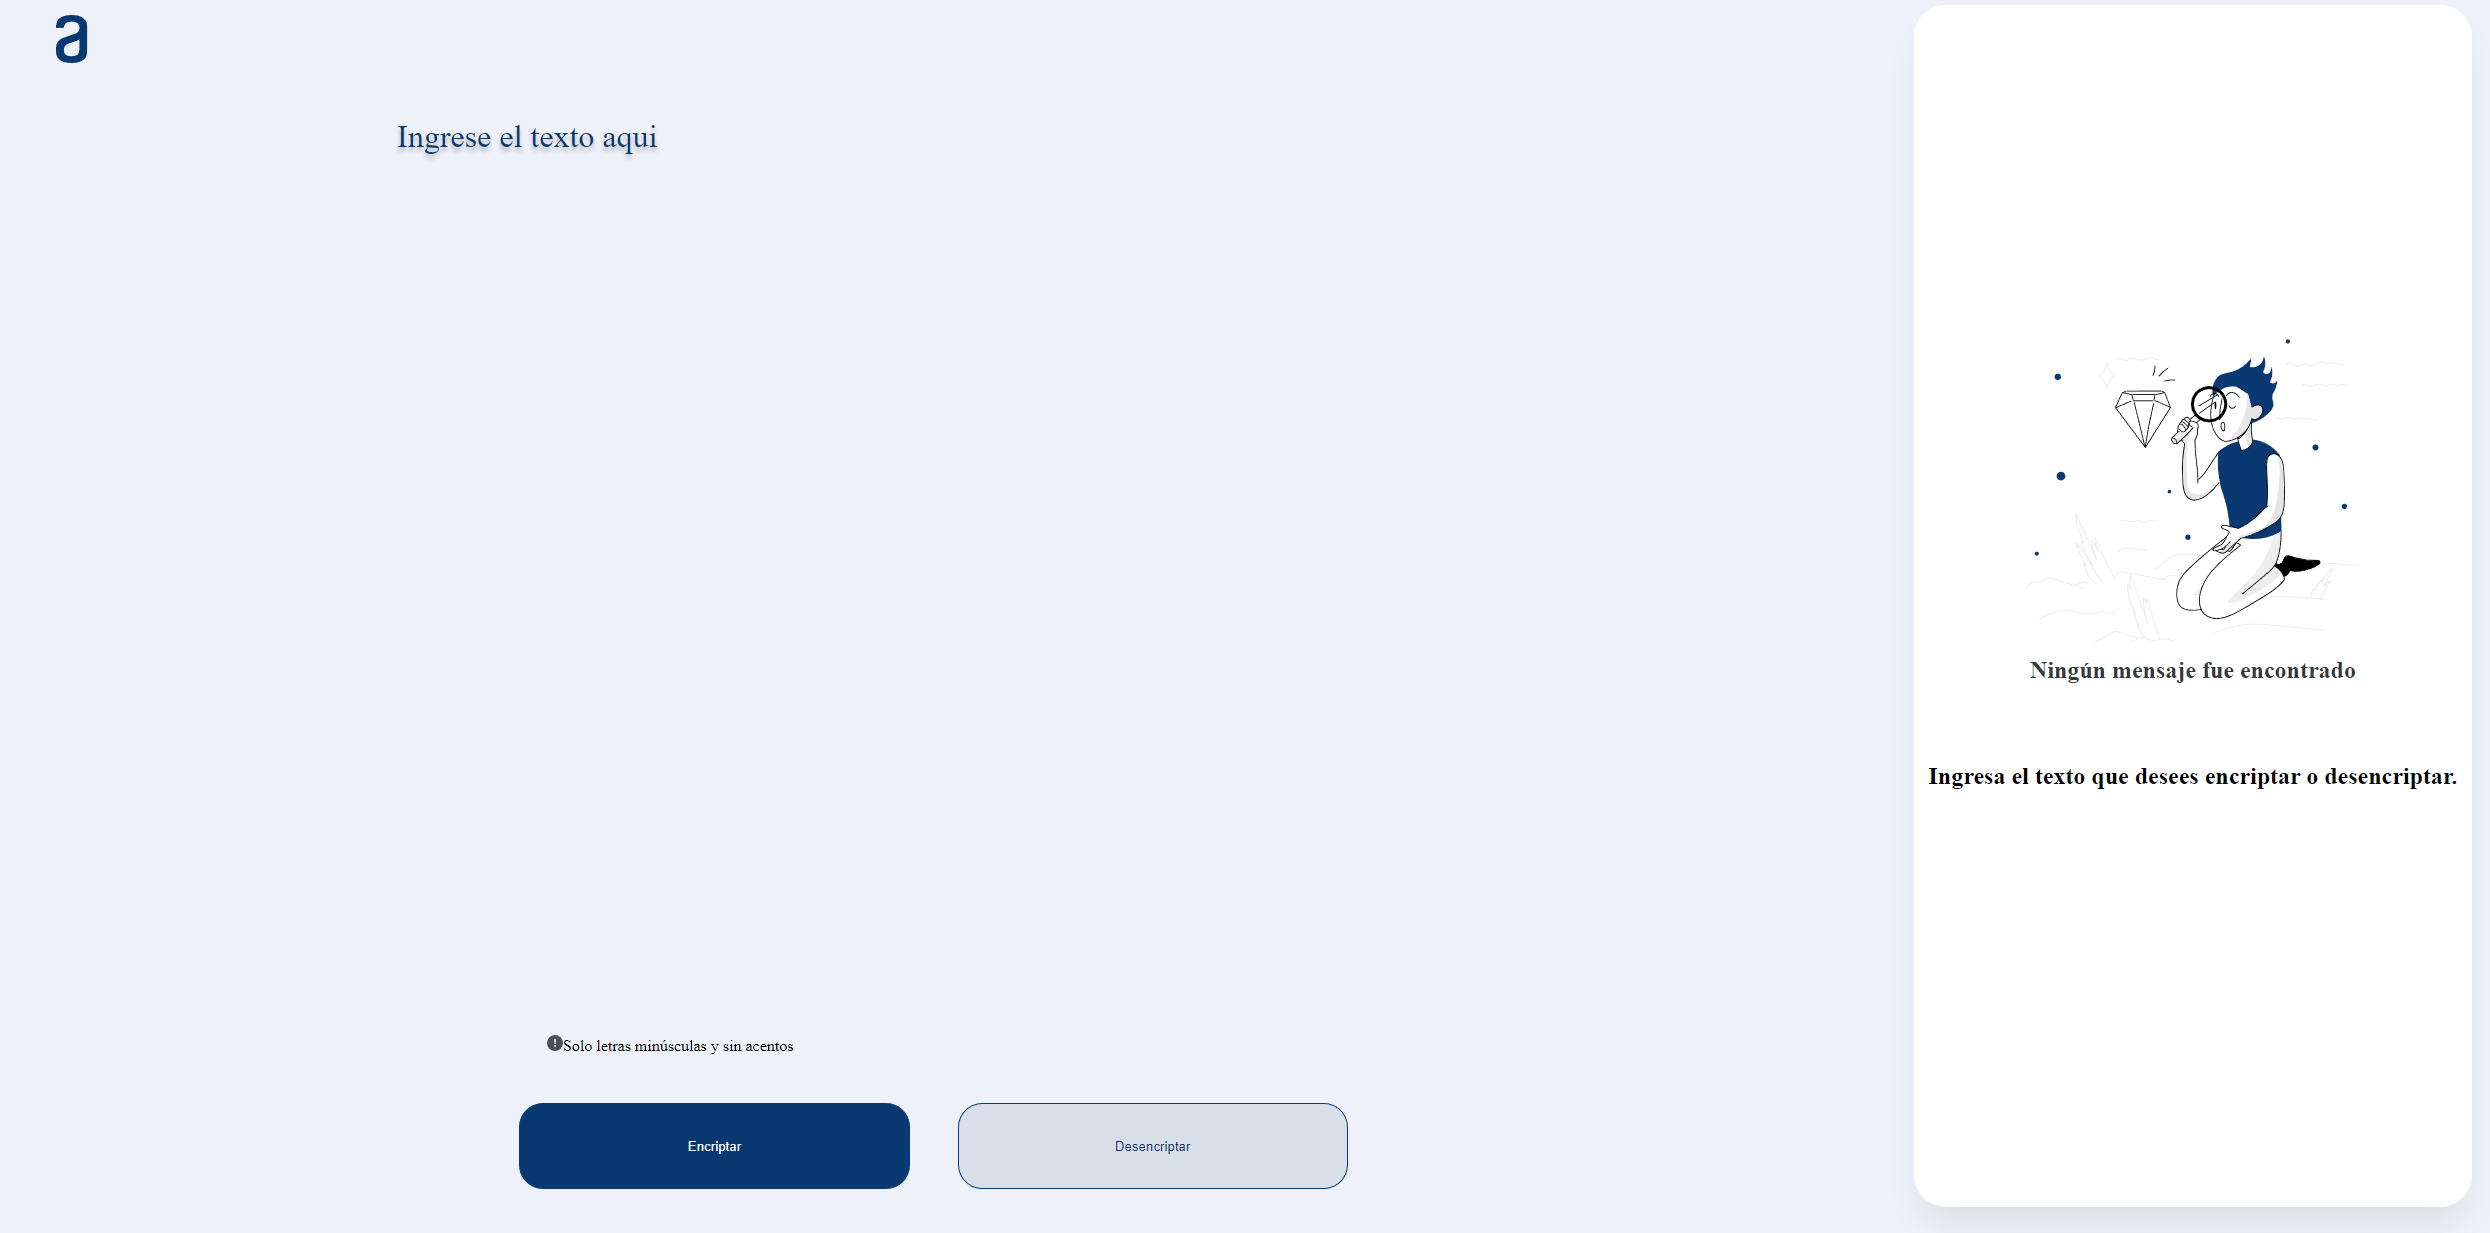 a
Ingrese el texto aqui
Ningún mensaje fue encontrado
Ingresa el texto que desees encriptar o desencriptar.
Solo letras minúsculas y sin acentos
Encriptar
Desencriptar